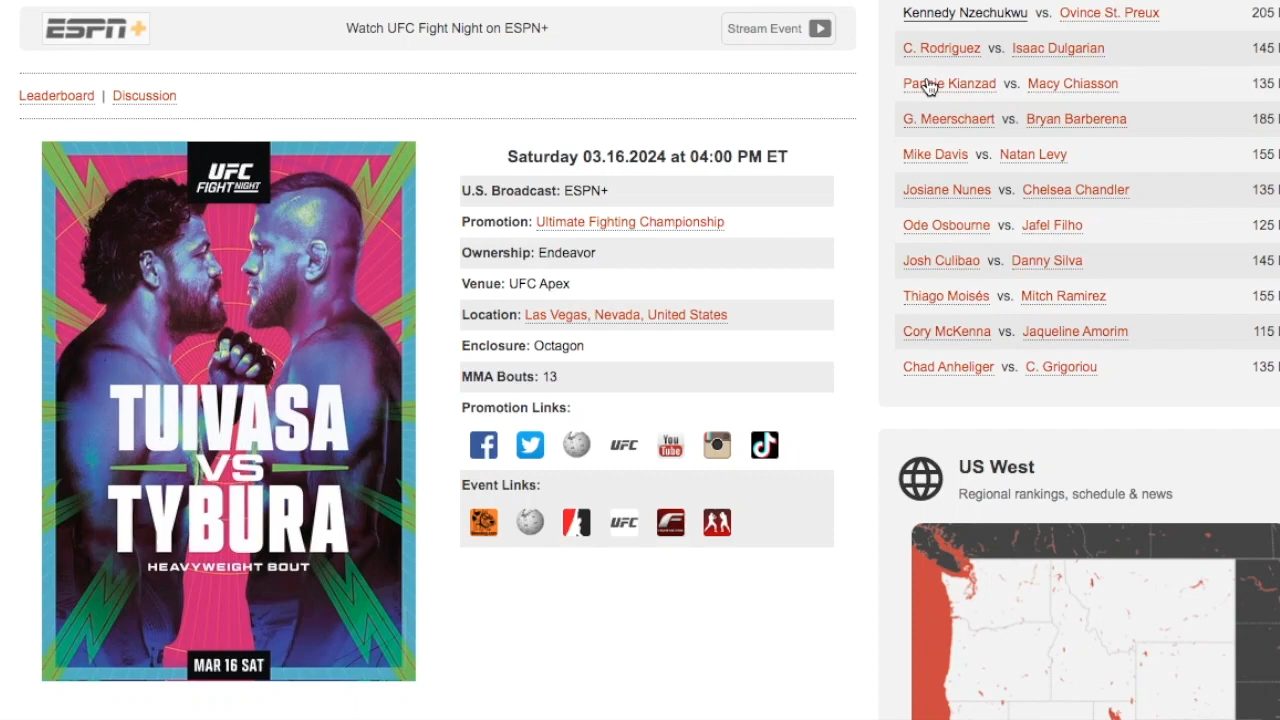 ESPN+
Watch UFC Fight Night on ESPN+
Stream Event
Leaderboard | Discussion
UFC
FIGHT NIGHT
TUIVASA
VS
TYBURA
HEAVYWEIGHT BOUT
MAR 16 SAT
Saturday 03.16.2024 at 04:00 PM ET
U.S. Broadcast: ESPN+
Promotion: Ultimate Fighting Championship
Ownership: Endeavor
Venue: UFC Apex
Location: Las Vegas, Nevada, United States
Enclosure: Octagon
MMA Bouts: 13
Promotion Links:
UFC
You
Tube
Event Links:
UFC
Kennedy Nzechukwu vs. Ovince St. Preux 205
C. Rodriguez vs. Isaac Dulgarian 145
Kianzad vs. Macy Chiasson 135
G. Meerschaert vs. Bryan Barberena 185
Mike Davis vs. Natan Levy 155
Josiane Nunes vs. Chelsea Chandler 135
Ode Osbourne vs. Jafel Filho 125
Josh Culibao vs. Danny Silva 145
Thiago Moisés vs. Mitch Ramirez 155
Cory McKenna vs. Jaqueline Amorim 115
Chad Anheliger vs. C. Grigoriou 135
US West
Regional rankings, schedule & news